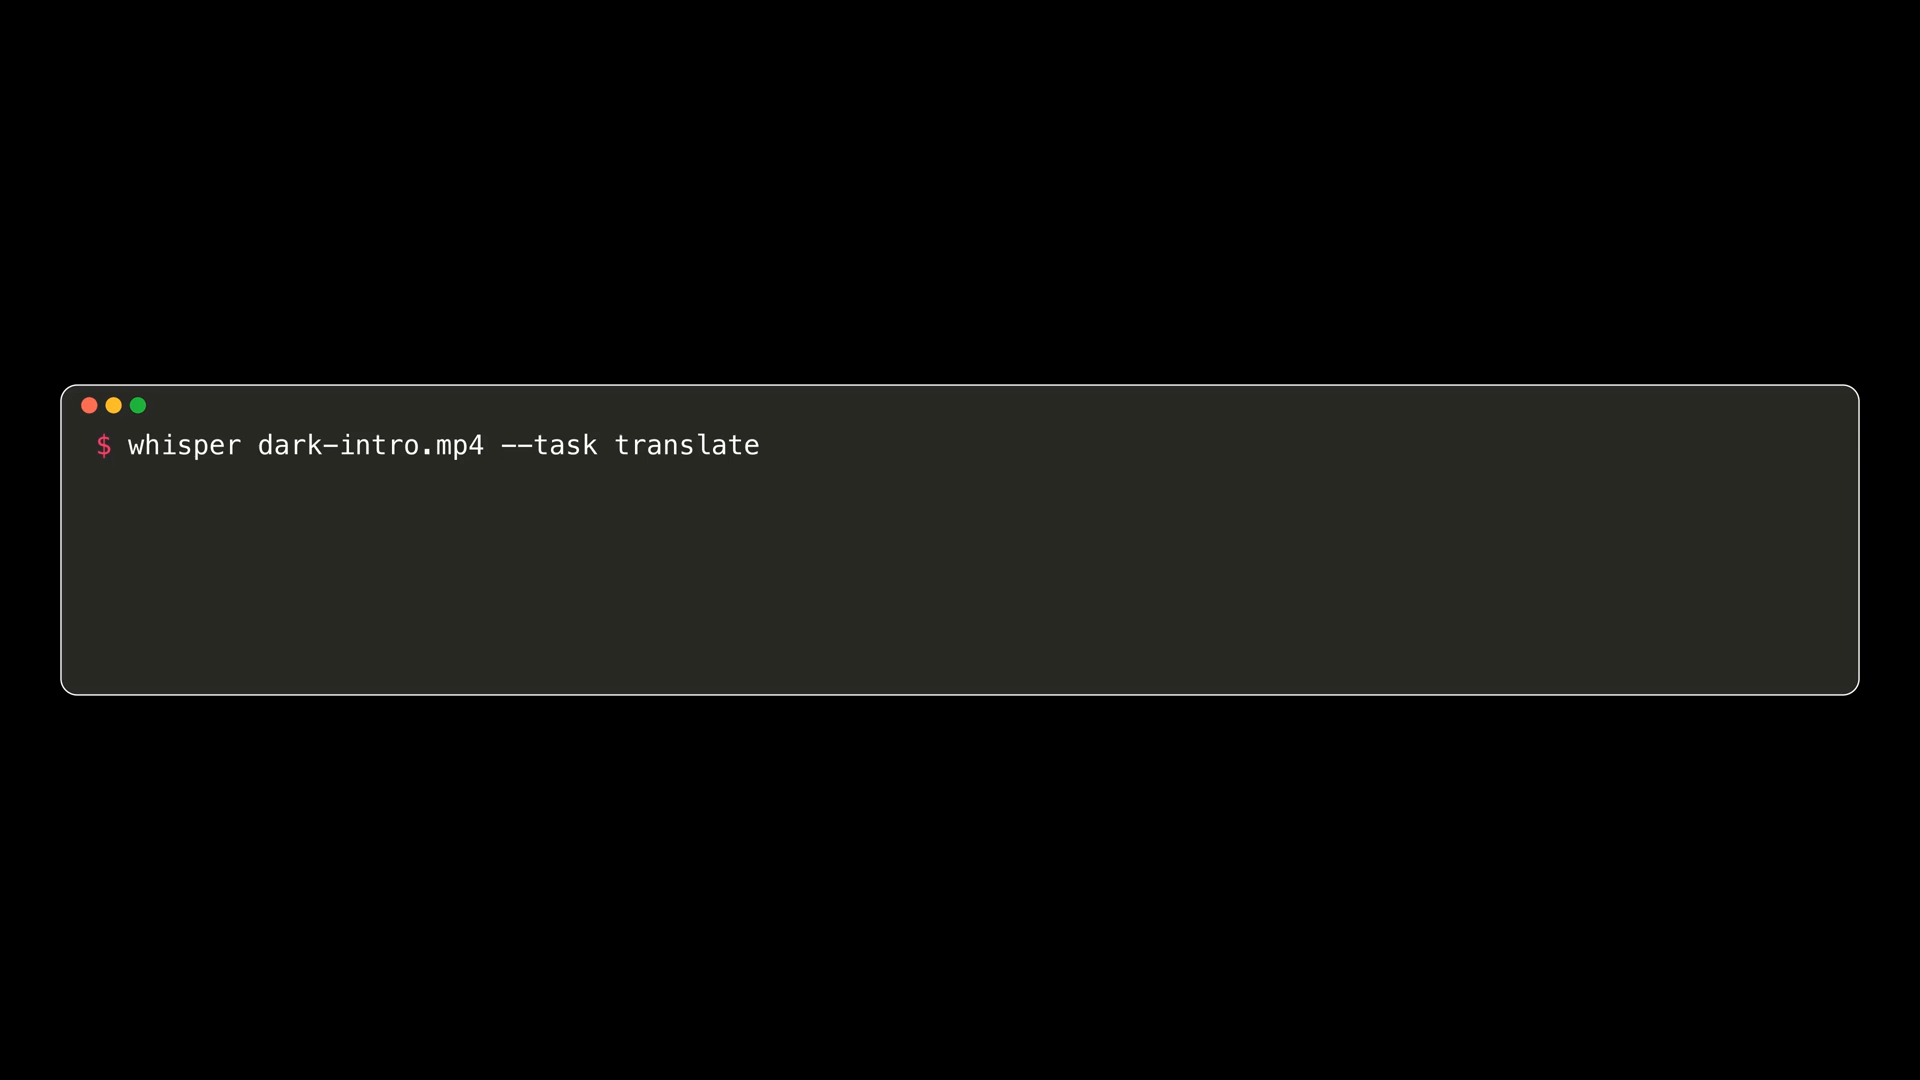 $ whisper dark-intro.mp4 --task translate